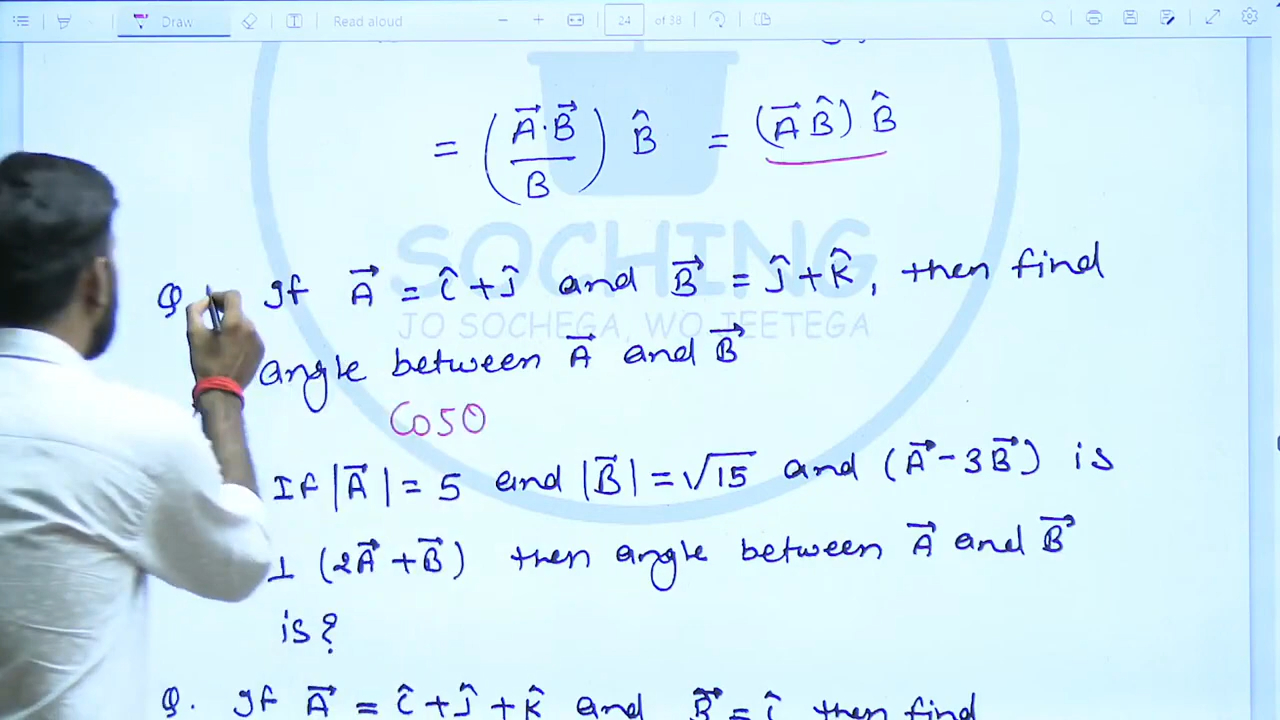 Draw Read aloud 24 of 38
= (A⃗·B⃗ / B) B̂ = (A⃗ B̂) B̂
SOCHING
JO SOCHEGA, WO JEETEGA
Q If A⃗ = î + ĵ and B⃗ = ĵ + k̂, then find
angle between A⃗ and B⃗
Cosθ
If |A⃗| = 5 and |B⃗| = √15 and (A⃗ - 3B⃗) is
⊥ (2A⃗ + B⃗) then angle between A⃗ and B⃗
is?
Q. If A⃗ = î + ĵ + k̂ and B⃗ = î then find